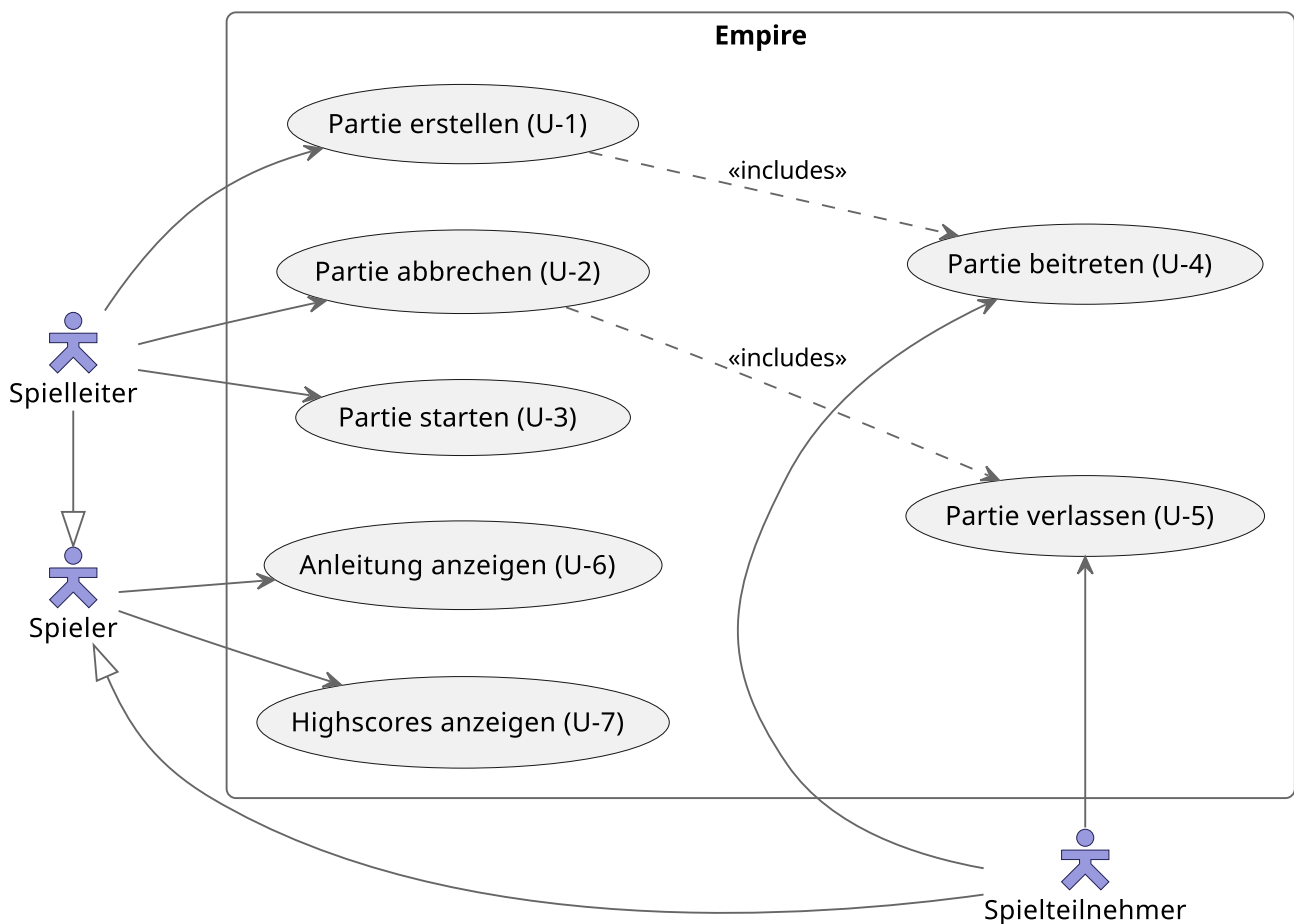 Empire
Partie erstellen (U-1)
«includes»
Partie beitreten (U-4)
Partie abbrechen (U-2)
«includes»
Spielleiter
Partie starten (U-3)
Partie verlassen (U-5)
Anleitung anzeigen (U-6)
Spieler
Highscores anzeigen (U-7)
Spielteilnehmer